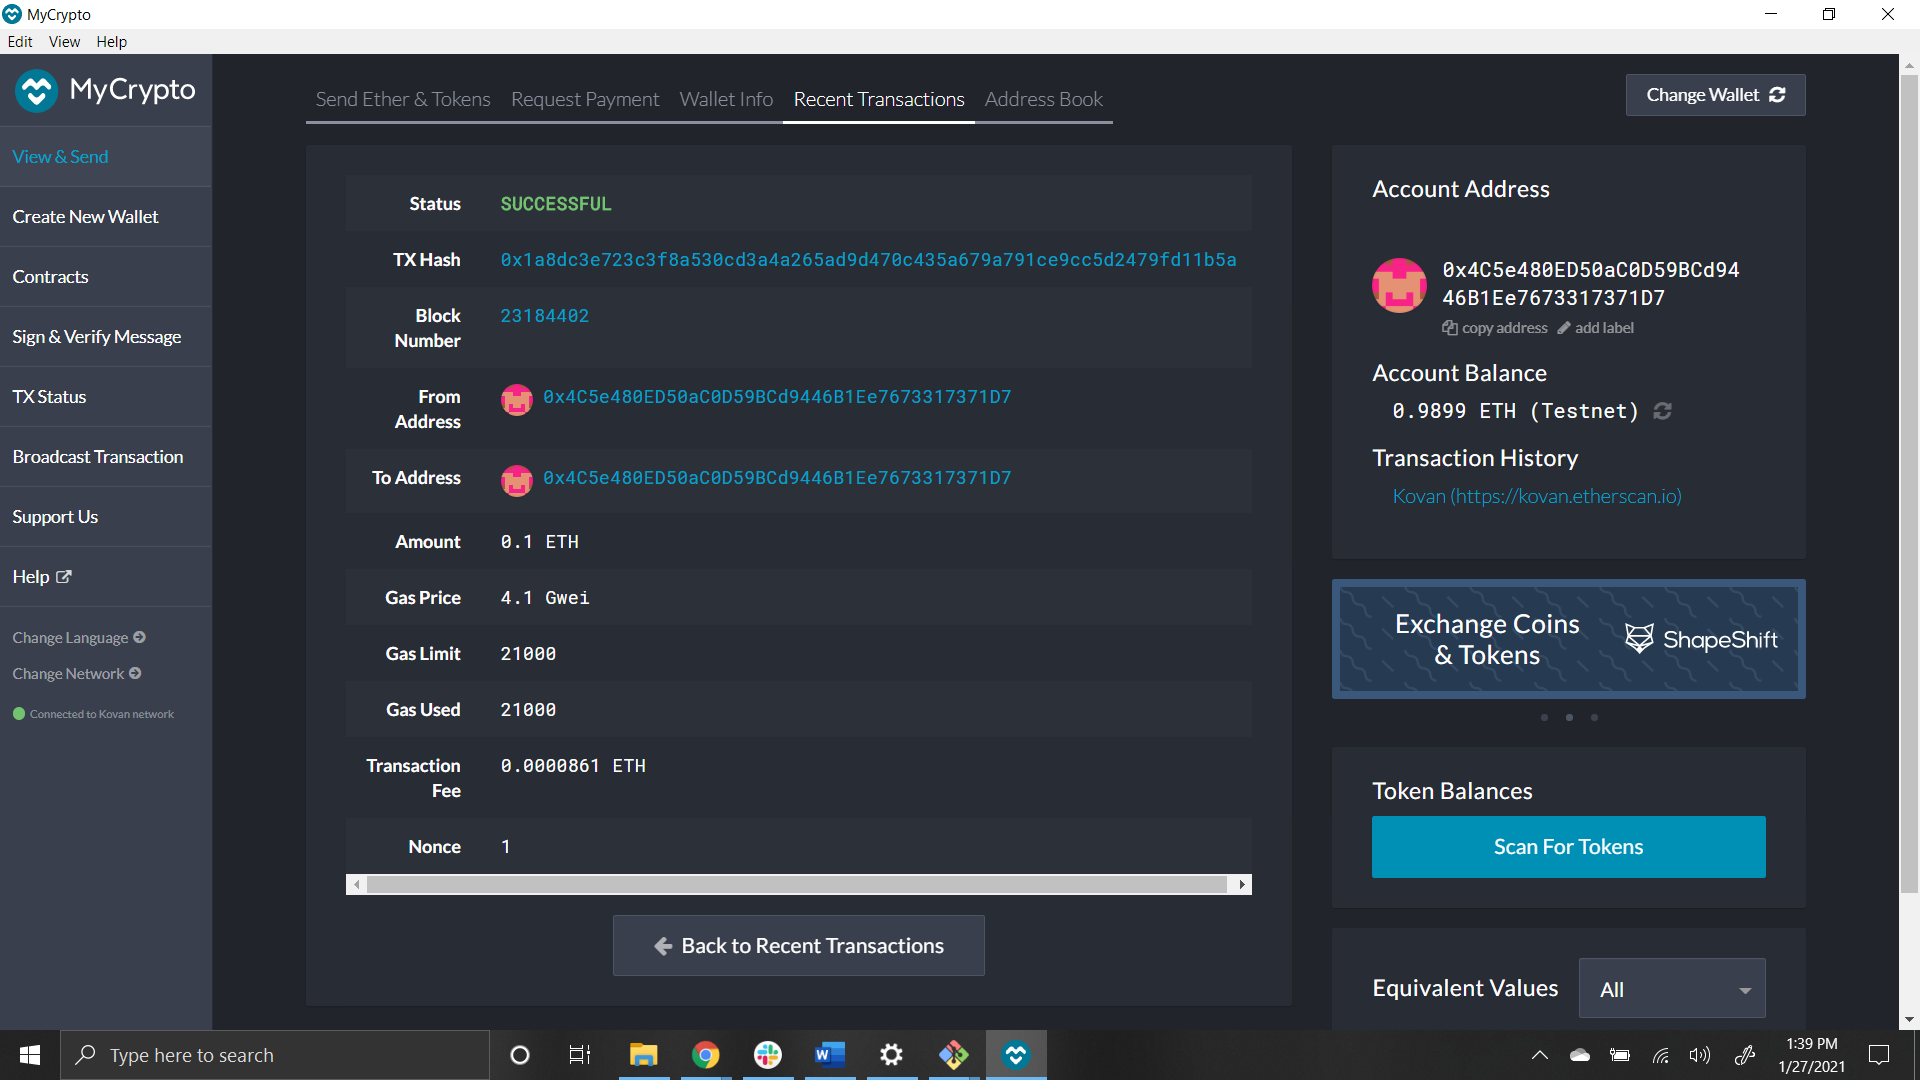 MyCrypto
Edit View Help
MyCrypto
View & Send
Create New Wallet
Contracts
Sign & Verify Message
TX Status
Broadcast Transaction
Support Us
Help
Change Language
Change Network
Connected to Kovan network
Send Ether & Tokens Request Payment Wallet Info Recent Transactions Address Book
Change Wallet
Status SUCCESSFUL
TX Hash 0x1a8dc3e723c3f8a530cd3a4a265ad9d470c435a679a791ce9cc5d2479fd11b5a
Block 23184402
Number
From 0x4C5e480ED50aC0D59BCd9446B1Ee7673317371D7
Address
To Address 0x4C5e480ED50aC0D59BCd9446B1Ee7673317371D7
Amount 0.1 ETH
Gas Price 4.1 Gwei
Gas Limit 21000
Gas Used 21000
Transaction 0.0000861 ETH
Fee
Nonce 1
Back to Recent Transactions
Account Address
0x4C5e480ED50aC0D59BCd94
46B1Ee7673317371D7
copy address add label
Account Balance
0.9899 ETH (Testnet)
Transaction History
Kovan (https://kovan.etherscan.io)
Exchange Coins
& Tokens
ShapeShift
Token Balances
Scan For Tokens
Equivalent Values All
Type here to search
1:39 PM
1/27/2021